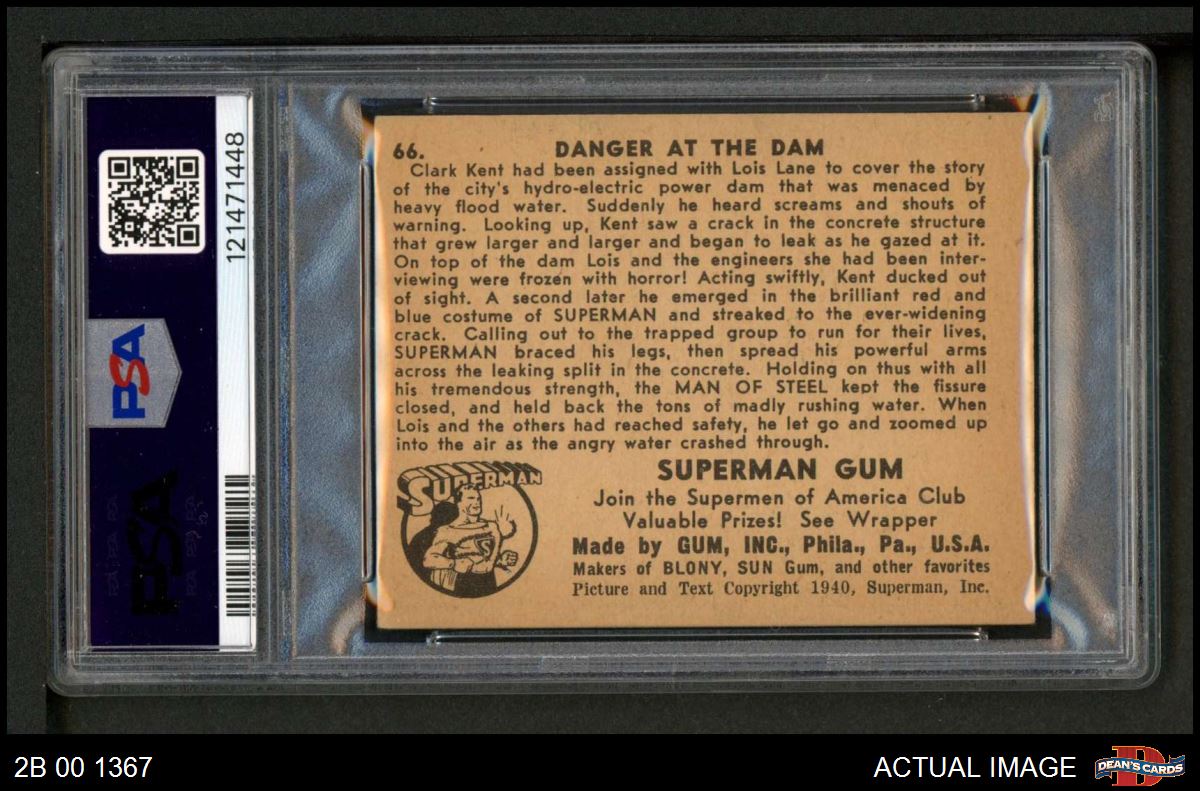 121471448
PSA
PSA
66. DANGER AT THE DAM
Clark Kent had been assigned with Lois Lane to cover the story
of the city's hydro-electric power dam that was menaced by
heavy flood water. Suddenly he heard screams and shouts of
warning. Looking up, Kent saw a crack in the concrete structure
that grew larger and larger and began to leak as he gazed at it.
On top of the dam Lois and the engineers she had been inter-
viewing were frozen with horror! Acting swiftly, Kent ducked out
of sight. A second later he emerged in the brilliant red and
blue costume of SUPERMAN and streaked to the ever-widening
crack. Calling out to the trapped group to run for their lives,
SUPERMAN braced his legs, then spread his powerful arms
across the leaking split in the concrete. Holding on thus with all
his tremendous strength, the MAN OF STEEL kept the fissure
closed, and held back the tons of madly rushing water. When
Lois and the others had reached safety, he let go and zoomed up
into the air as the angry water crashed through.
SUPERMAN
S
SUPERMAN GUM
Join the Supermen of America Club
Valuable Prizes! See Wrapper
Made by GUM, INC., Phila., Pa., U.S.A.
Makers of BLONY, SUN Gum, and other favorites
Picture and Text Copyright 1940, Superman, Inc.
2B 00 1367
ACTUAL IMAGE
D
DEAN'S CARDS